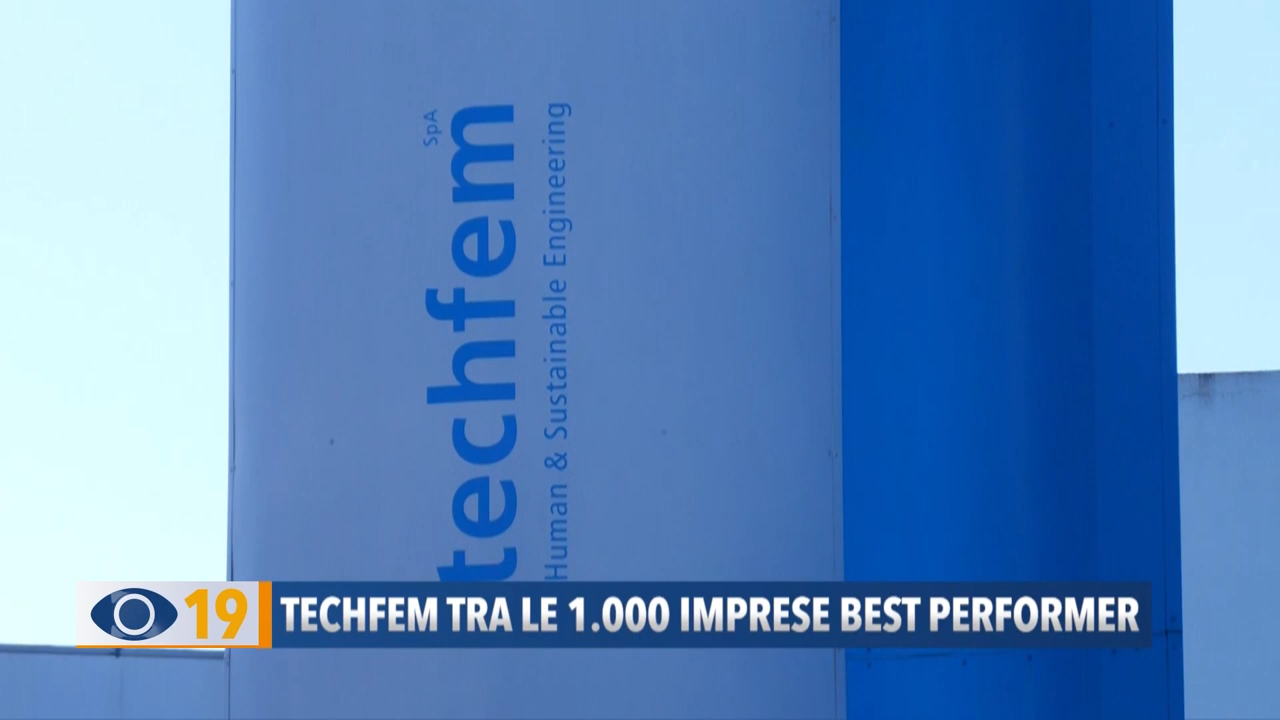 techfem SpA
Human & Sustainable Engineering
19
TECHFEM TRA LE 1.000 IMPRESE BEST PERFORMER